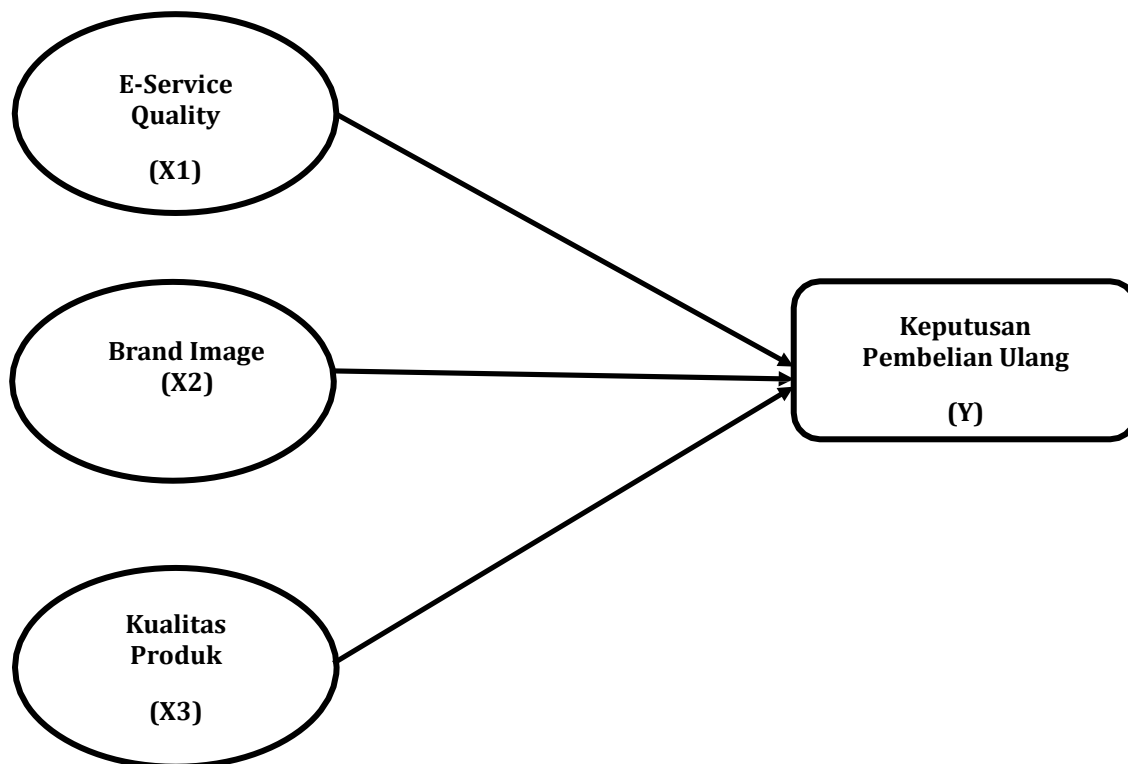 E-Service
Quality
(X1)
Brand Image
(X2)
Keputusan
Pembelian Ulang
(Y)
Kualitas
Produk
(X3)